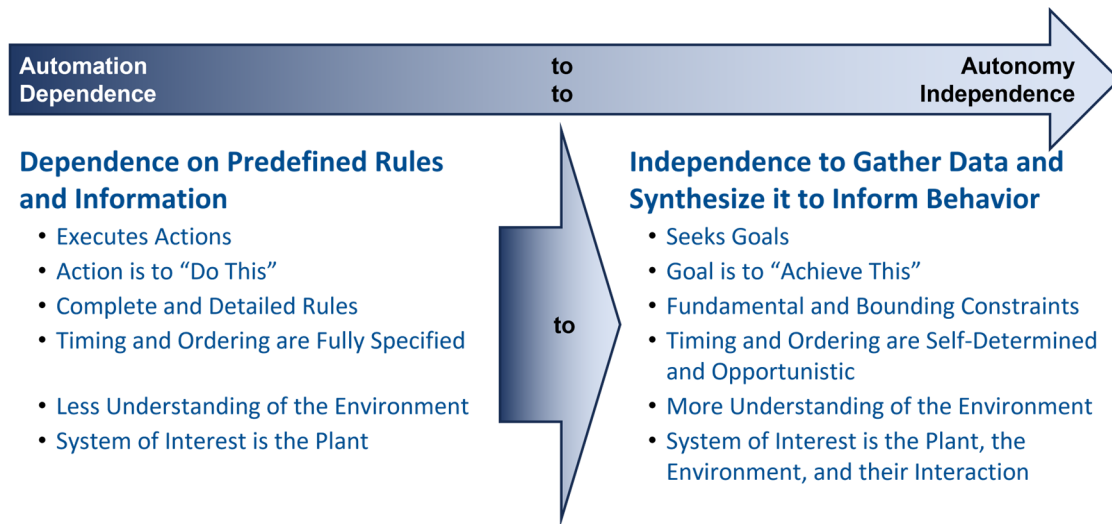 Automation to Autonomy
Dependence to Independence
Dependence on Predefined Rules
and Information
• Executes Actions
• Action is to “Do This”
• Complete and Detailed Rules
• Timing and Ordering are Fully Specified
• Less Understanding of the Environment
• System of Interest is the Plant
to
Independence to Gather Data and
Synthesize it to Inform Behavior
• Seeks Goals
• Goal is to “Achieve This”
• Fundamental and Bounding Constraints
• Timing and Ordering are Self-Determined
and Opportunistic
• More Understanding of the Environment
• System of Interest is the Plant, the
Environment, and their Interaction